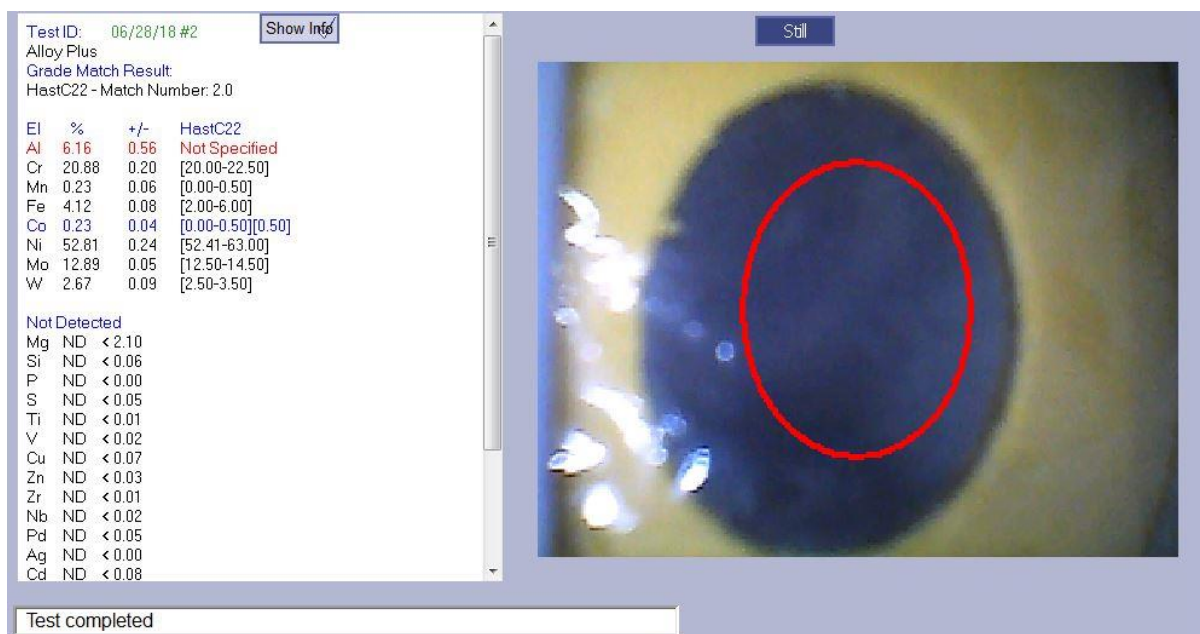 Test ID: 06/28/18 #2
Show Info
Alloy Plus
Grade Match Result:
HastC22 - Match Number: 2.0
El % +/- HastC22
Al 6.16 0.56 Not Specified
Cr 20.88 0.20 [20.00-22.50]
Mn 0.23 0.06 [0.00-0.50]
Fe 4.12 0.08 [2.00-6.00]
Co 0.23 0.04 [0.00-0.50][0.50]
Ni 52.81 0.24 [52.41-63.00]
Mo 12.89 0.05 [12.50-14.50]
W 2.67 0.09 [2.50-3.50]
Not Detected
Mg ND < 2.10
Si ND < 0.06
P ND < 0.00
S ND < 0.05
Ti ND < 0.01
V ND < 0.02
Cu ND < 0.07
Zn ND < 0.03
Zr ND < 0.01
Nb ND < 0.02
Pd ND < 0.05
Ag ND < 0.00
Cd ND < 0.08
Test completed
Still